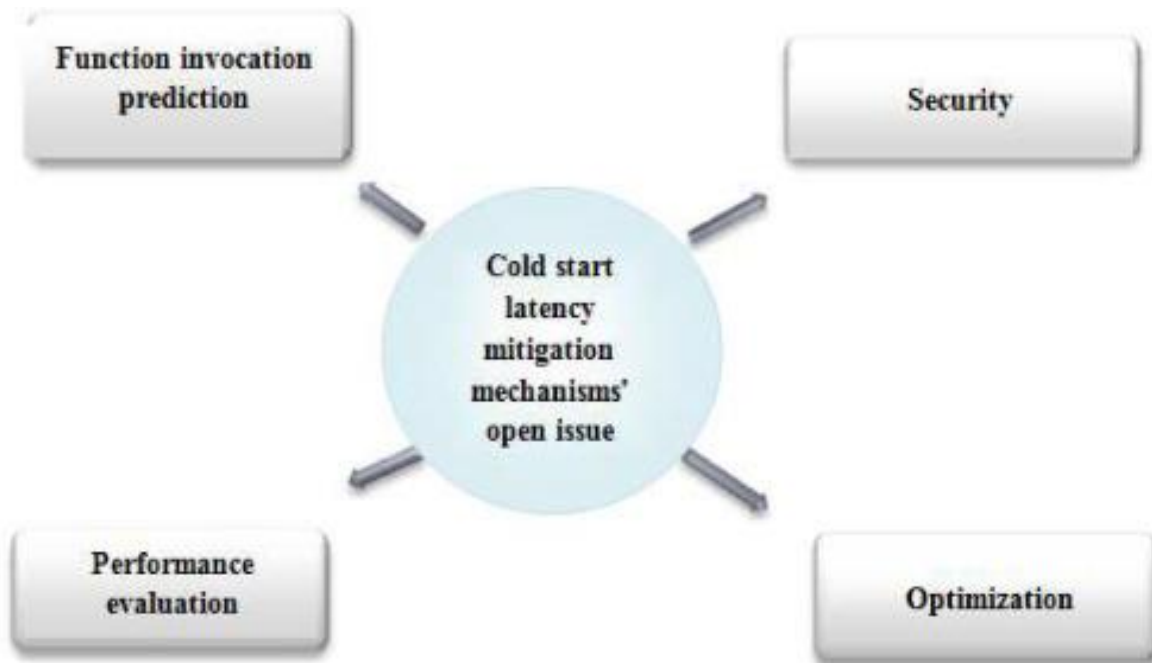 Function invocation
prediction
Security
Cold start
latency
mitigation
mechanisms'
open issue
Performance
evaluation
Optimization